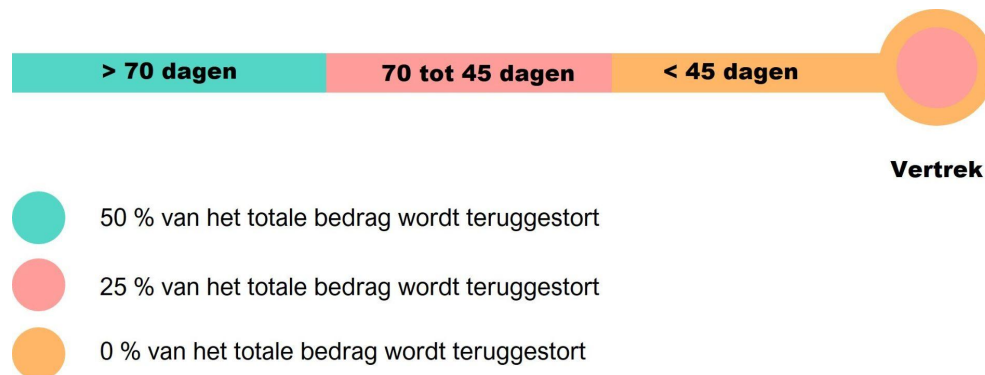 > 70 dagen
70 tot 45 dagen
< 45 dagen
Vertrek
50 % van het totale bedrag wordt teruggestort
25 % van het totale bedrag wordt teruggestort
0 % van het totale bedrag wordt teruggestort